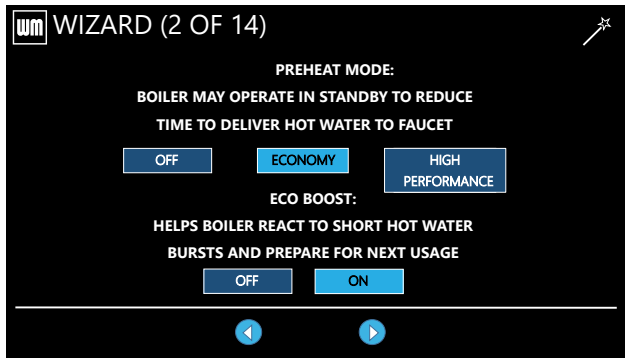 wm WIZARD (2 OF 14)
PREHEAT MODE:
BOILER MAY OPERATE IN STANDBY TO REDUCE
TIME TO DELIVER HOT WATER TO FAUCET
OFF ECONOMY HIGH
PERFORMANCE
ECO BOOST:
HELPS BOILER REACT TO SHORT HOT WATER
BURSTS AND PREPARE FOR NEXT USAGE
OFF ON